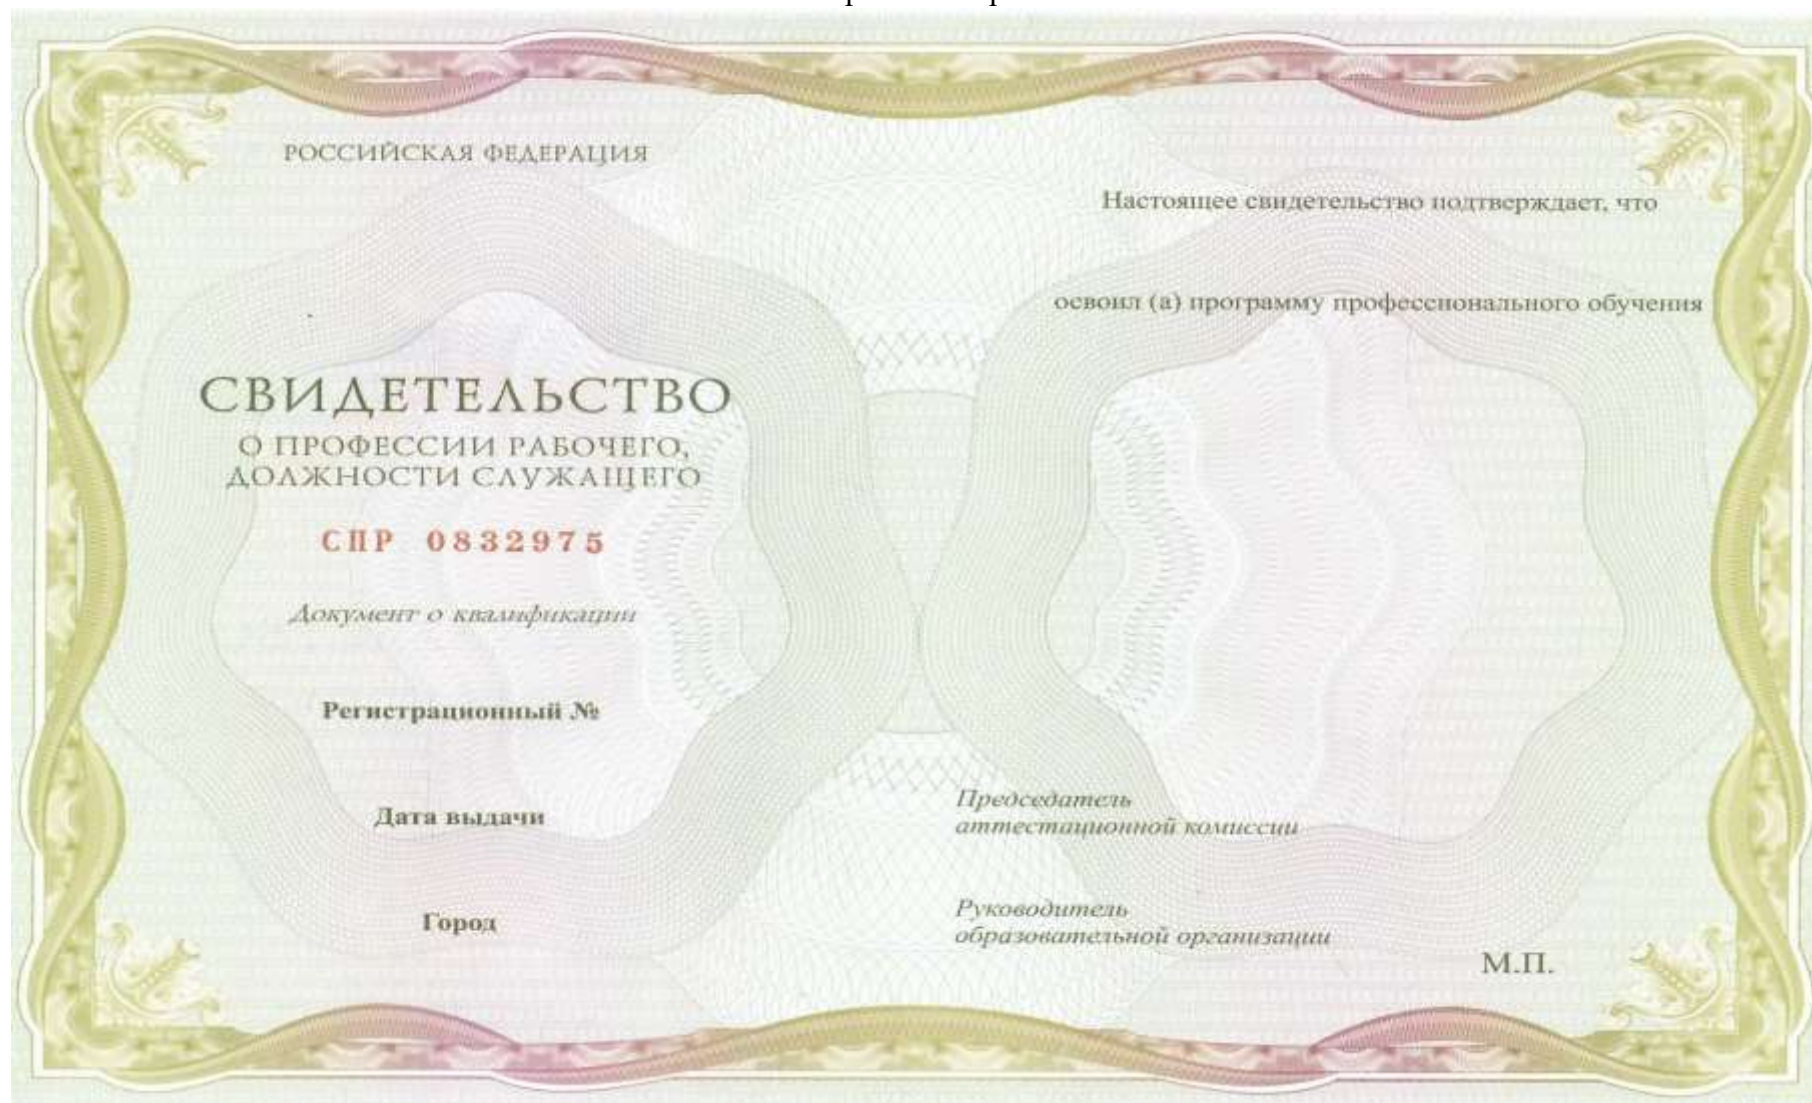 РОССИЙСКАЯ ФЕДЕРАЦИЯ
СВИДЕТЕЛЬСТВО
О ПРОФЕССИИ РАБОЧЕГО,
ДОЛЖНОСТИ СЛУЖАЩЕГО
СПР 0832975
Документ о квалификации
Регистрационный №
Дата выдачи
Город
Настоящее свидетельство подтверждает, что
освоил (а) программу профессионального обучения
Председатель
аттестационной комиссии
Руководитель
образовательной организации
М.П.